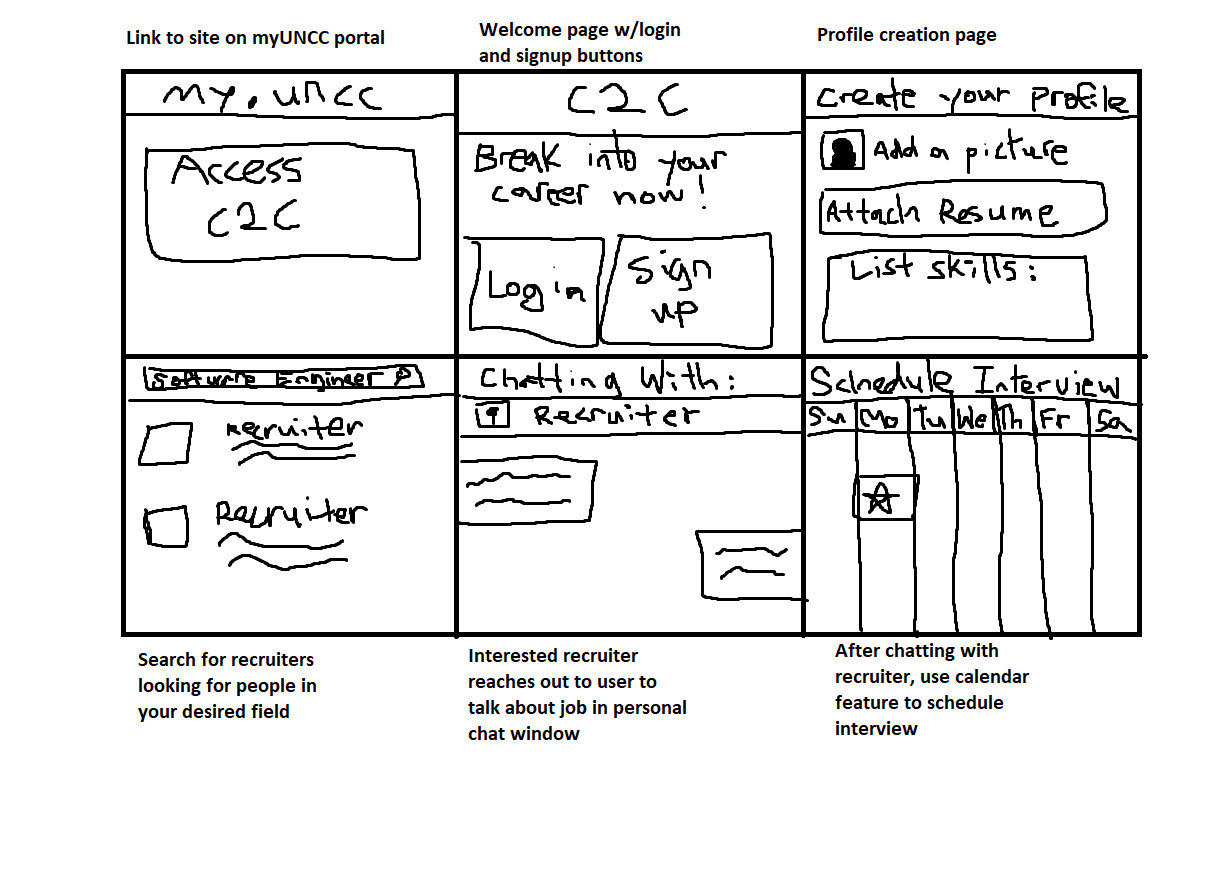 Link to site on myUNCC portal
Welcome page w/login
and signup buttons
Profile creation page
my.uncc
Access
C2C
C2C
Break into your
career now!
Log in
Sign
up
Create your Profile
Add a picture
Attach Resume
List skills:
Software Engineer
Recruiter
Recruiter
Chatting With:
Recruiter
Schedule Interview
Su Mo Tu We Th Fr Sa
Search for recruiters
looking for people in
your desired field
Interested recruiter
reaches out to user to
talk about job in personal
chat window
After chatting with
recruiter, use calendar
feature to schedule
interview